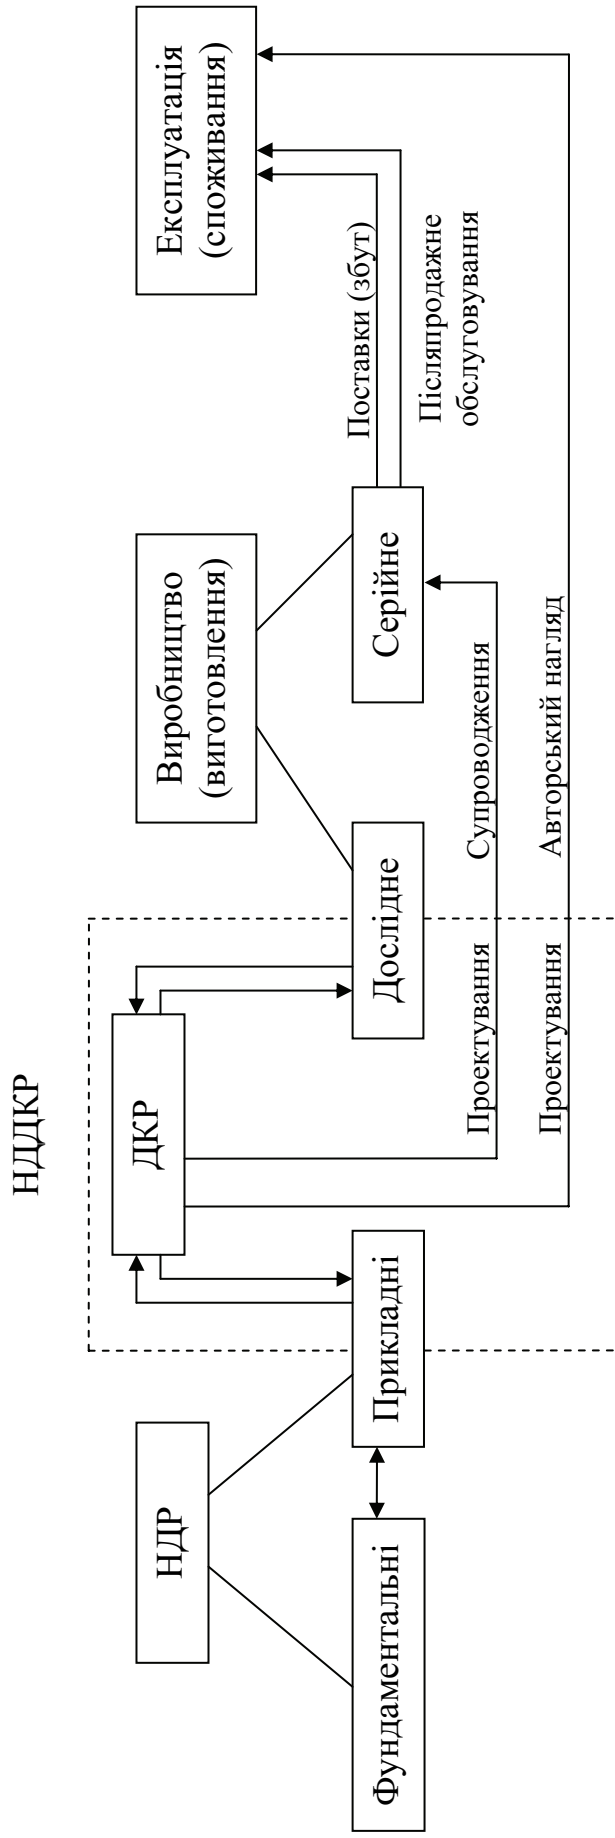 НДДКР
НДР
ДКР
Виробництво
(виготовлення)
Експлуатація
(споживання)
Фундаментальні
Прикладні
Дослідне
Серійне
Поставки (збут)
Післяпродажне
обслуговування
Проектування
Супроводження
Проектування
Авторський нагляд